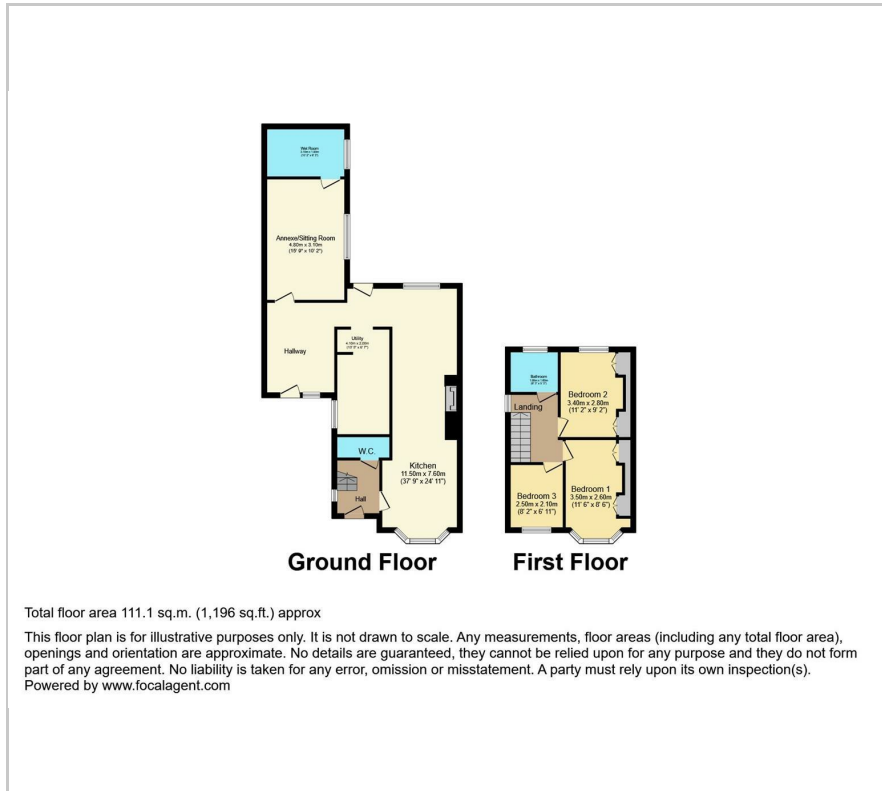 Wet Room
Annexe/Sitting Room
4.80m x 3.10m
(15' 9" x 10' 2")
Hallway
Utility
W.C.
Hall
Kitchen
11.50m x 7.60m
(37' 9" x 24' 11")
Ground Floor
Bathroom
Landing
Bedroom 2
3.40m x 2.80m
(11' 2" x 9' 2")
Bedroom 3
2.50m x 2.10m
(8' 2" x 6' 11")
Bedroom 1
3.50m x 2.60m
(11' 6" x 8' 6")
First Floor
Total floor area 111.1 sq.m. (1,196 sq.ft.) approx
This floor plan is for illustrative purposes only. It is not drawn to scale. Any measurements, floor areas (including any total floor area),
openings and orientation are approximate. No details are guaranteed, they cannot be relied upon for any purpose and they do not form
part of any agreement. No liability is taken for any error, omission or misstatement. A party must rely upon its own inspection(s).
Powered by www.focalagent.com